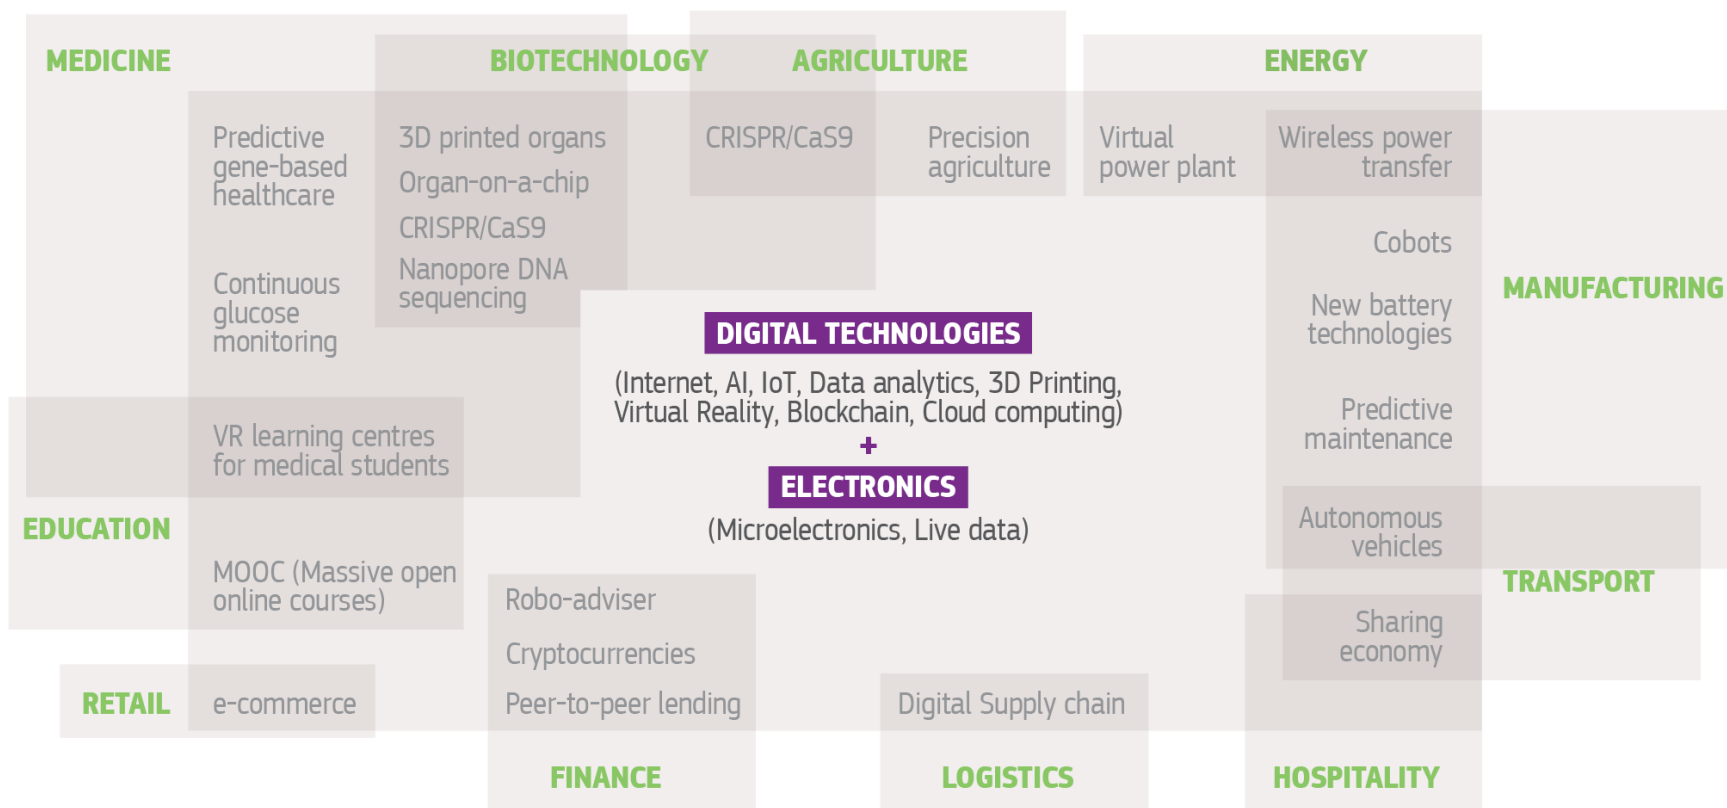 MEDICINE
BIOTECHNOLOGY
AGRICULTURE
ENERGY
Predictive
gene-based
healthcare
3D printed organs
Organ-on-a-chip
CRISPR/CaS9
Nanopore DNA
sequencing
CRISPR/CaS9
Precision
agriculture
Virtual
power plant
Wireless power
transfer
Continuous
glucose
monitoring
Cobots
New battery
technologies
Predictive
maintenance
MANUFACTURING
DIGITAL TECHNOLOGIES
(Internet, AI, IoT, Data analytics, 3D Printing,
Virtual Reality, Blockchain, Cloud computing)
+
ELECTRONICS
(Microelectronics, Live data)
VR learning centres
for medical students
EDUCATION
MOOC (Massive open
online courses)
Autonomous
vehicles
TRANSPORT
Sharing
economy
RETAIL
e-commerce
Robo-adviser
Cryptocurrencies
Peer-to-peer lending
Digital Supply chain
FINANCE
LOGISTICS
HOSPITALITY